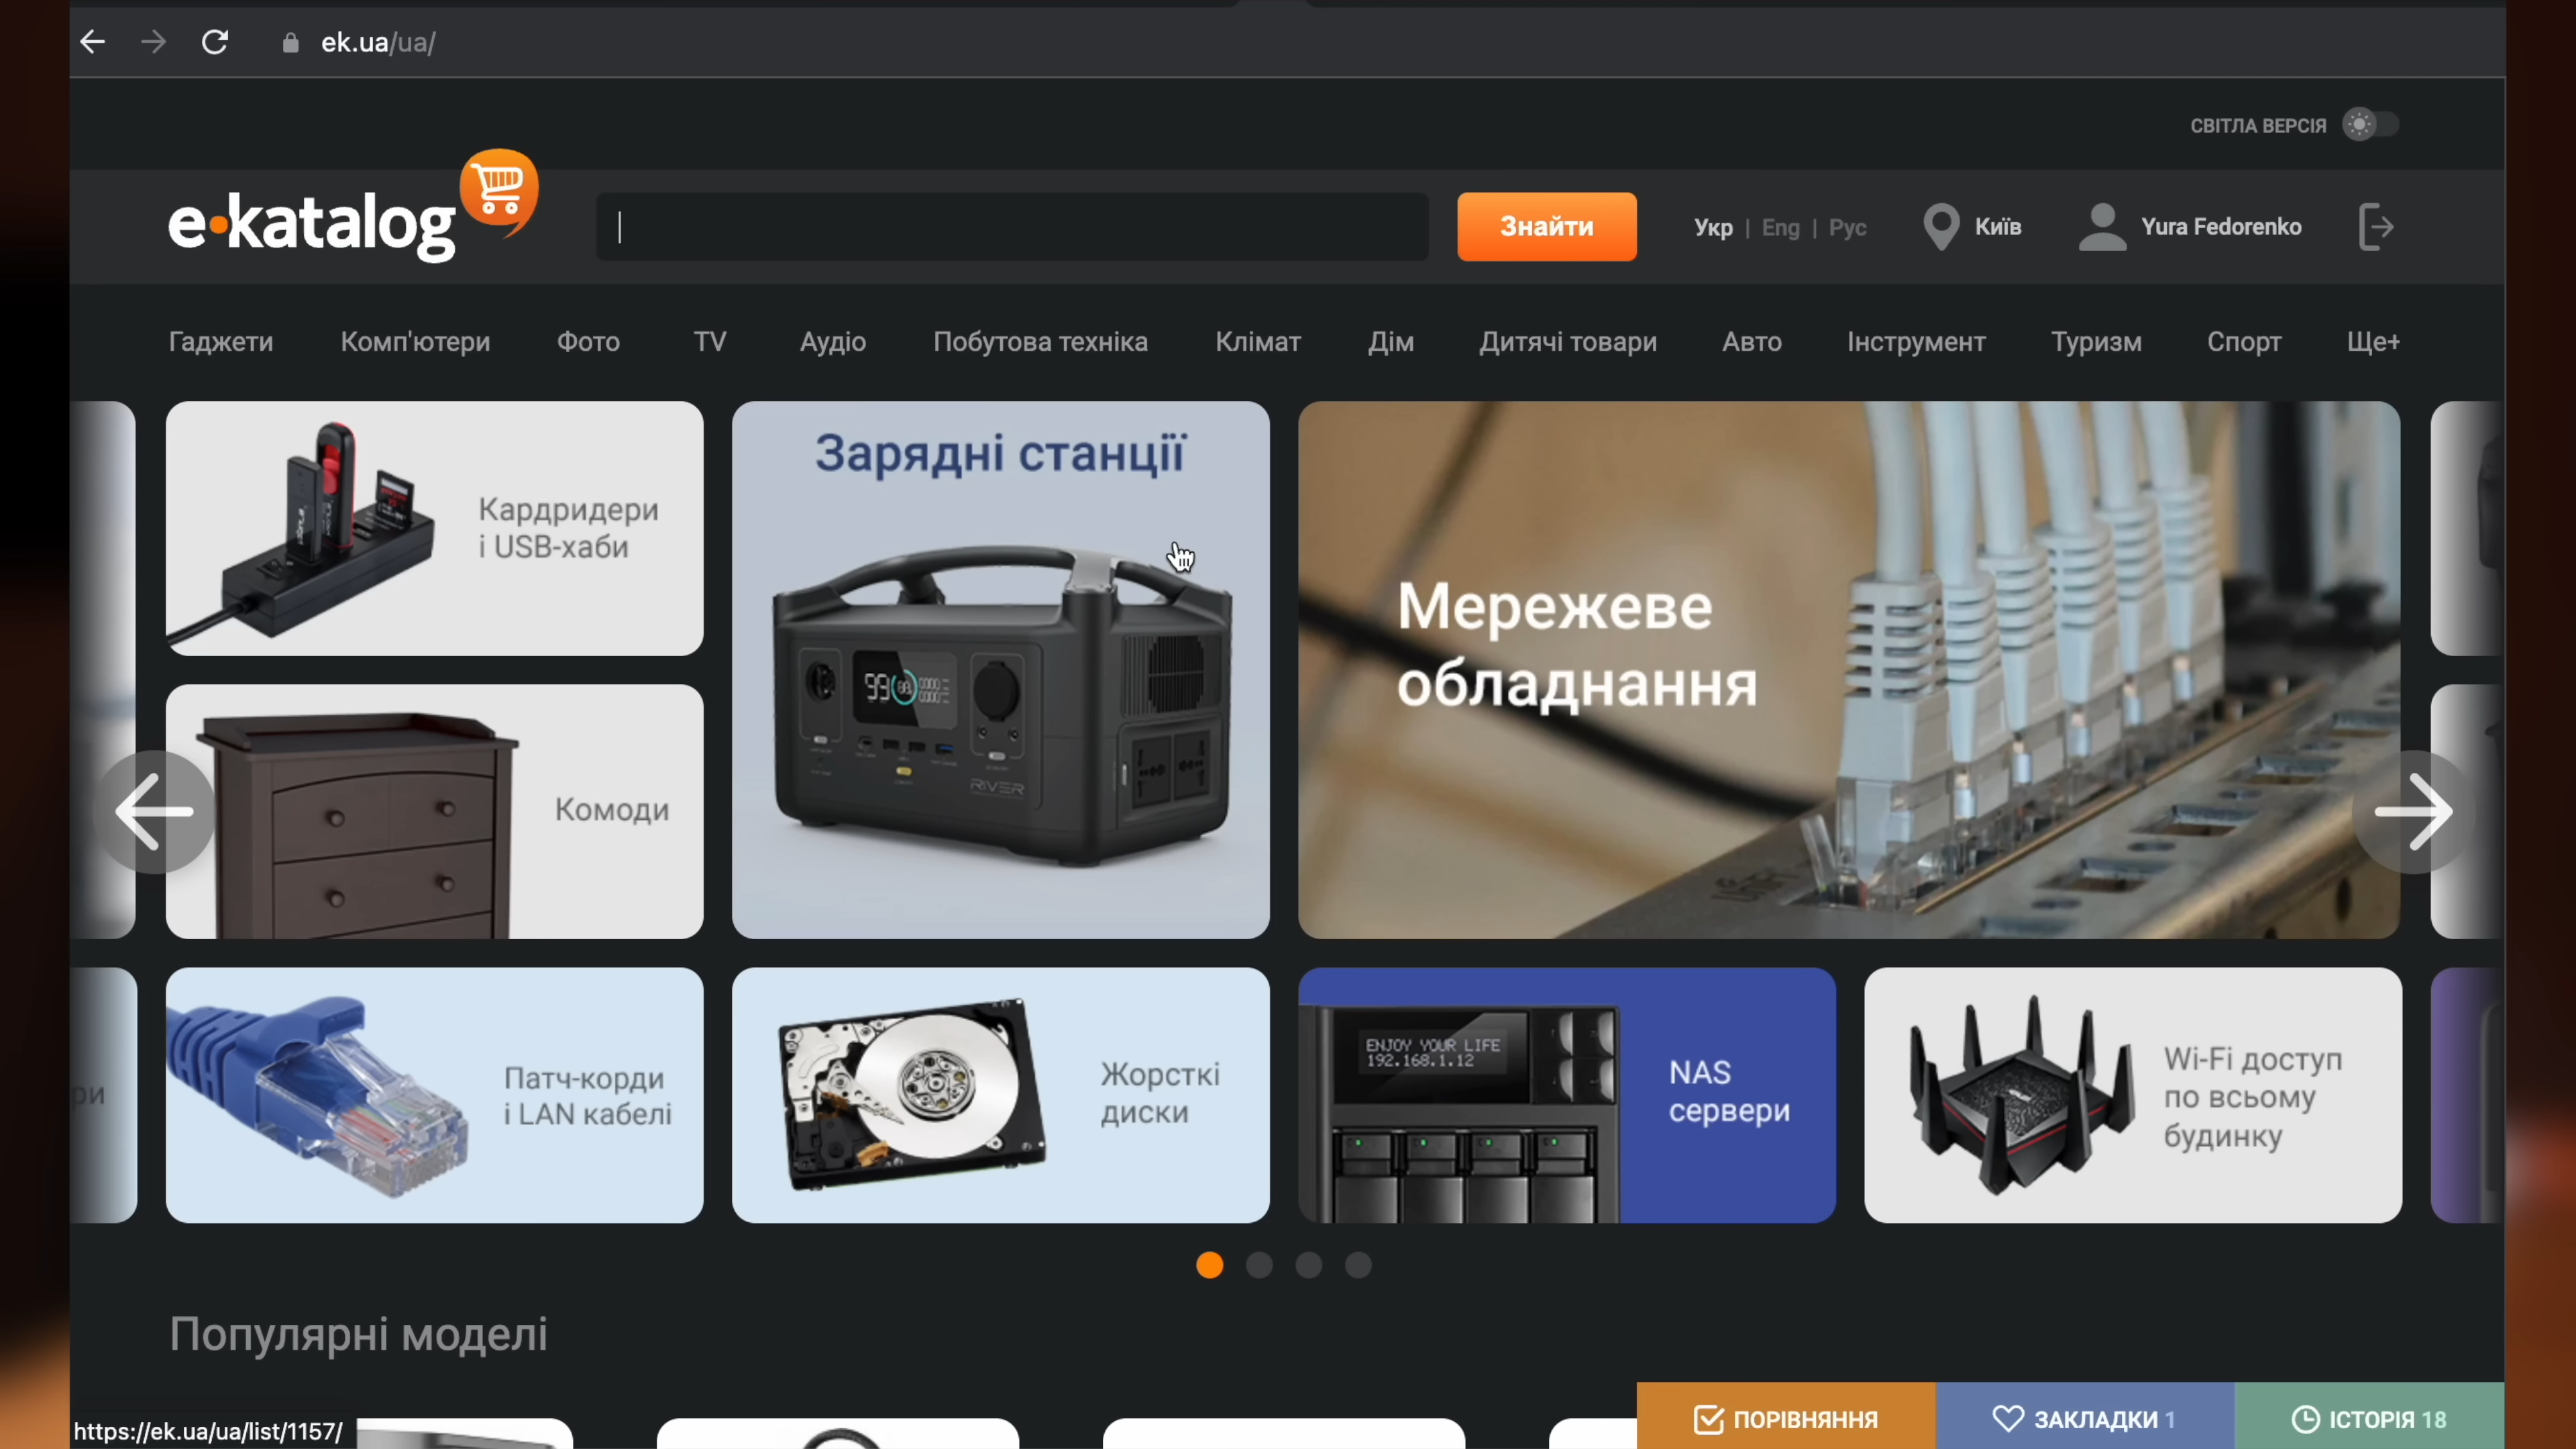 ek.ua/ua/
СВІТЛА ВЕРСІЯ
e·katalog
Знайти
Укр | Eng | Рус
Київ
Yura Fedorenko
Гаджети Комп'ютери Фото TV Аудіо Побутова техніка Клімат Дім Дитячі товари Авто Інструмент Туризм Спорт Ще+
Кардридери
і USB-хаби
Зарядні станції
RIVER
Мережеве
обладнання
Комоди
Патч-корди
і LAN кабелі
Жорсткі
диски
ENJOY YOUR LIFE
192.168.1.12
NAS
сервери
Wi-Fi доступ
по всьому
будинку
Популярні моделі
https://ek.ua/ua/list/1157/
ПОРІВНЯННЯ
ЗАКЛАДКИ 1
ІСТОРІЯ 18